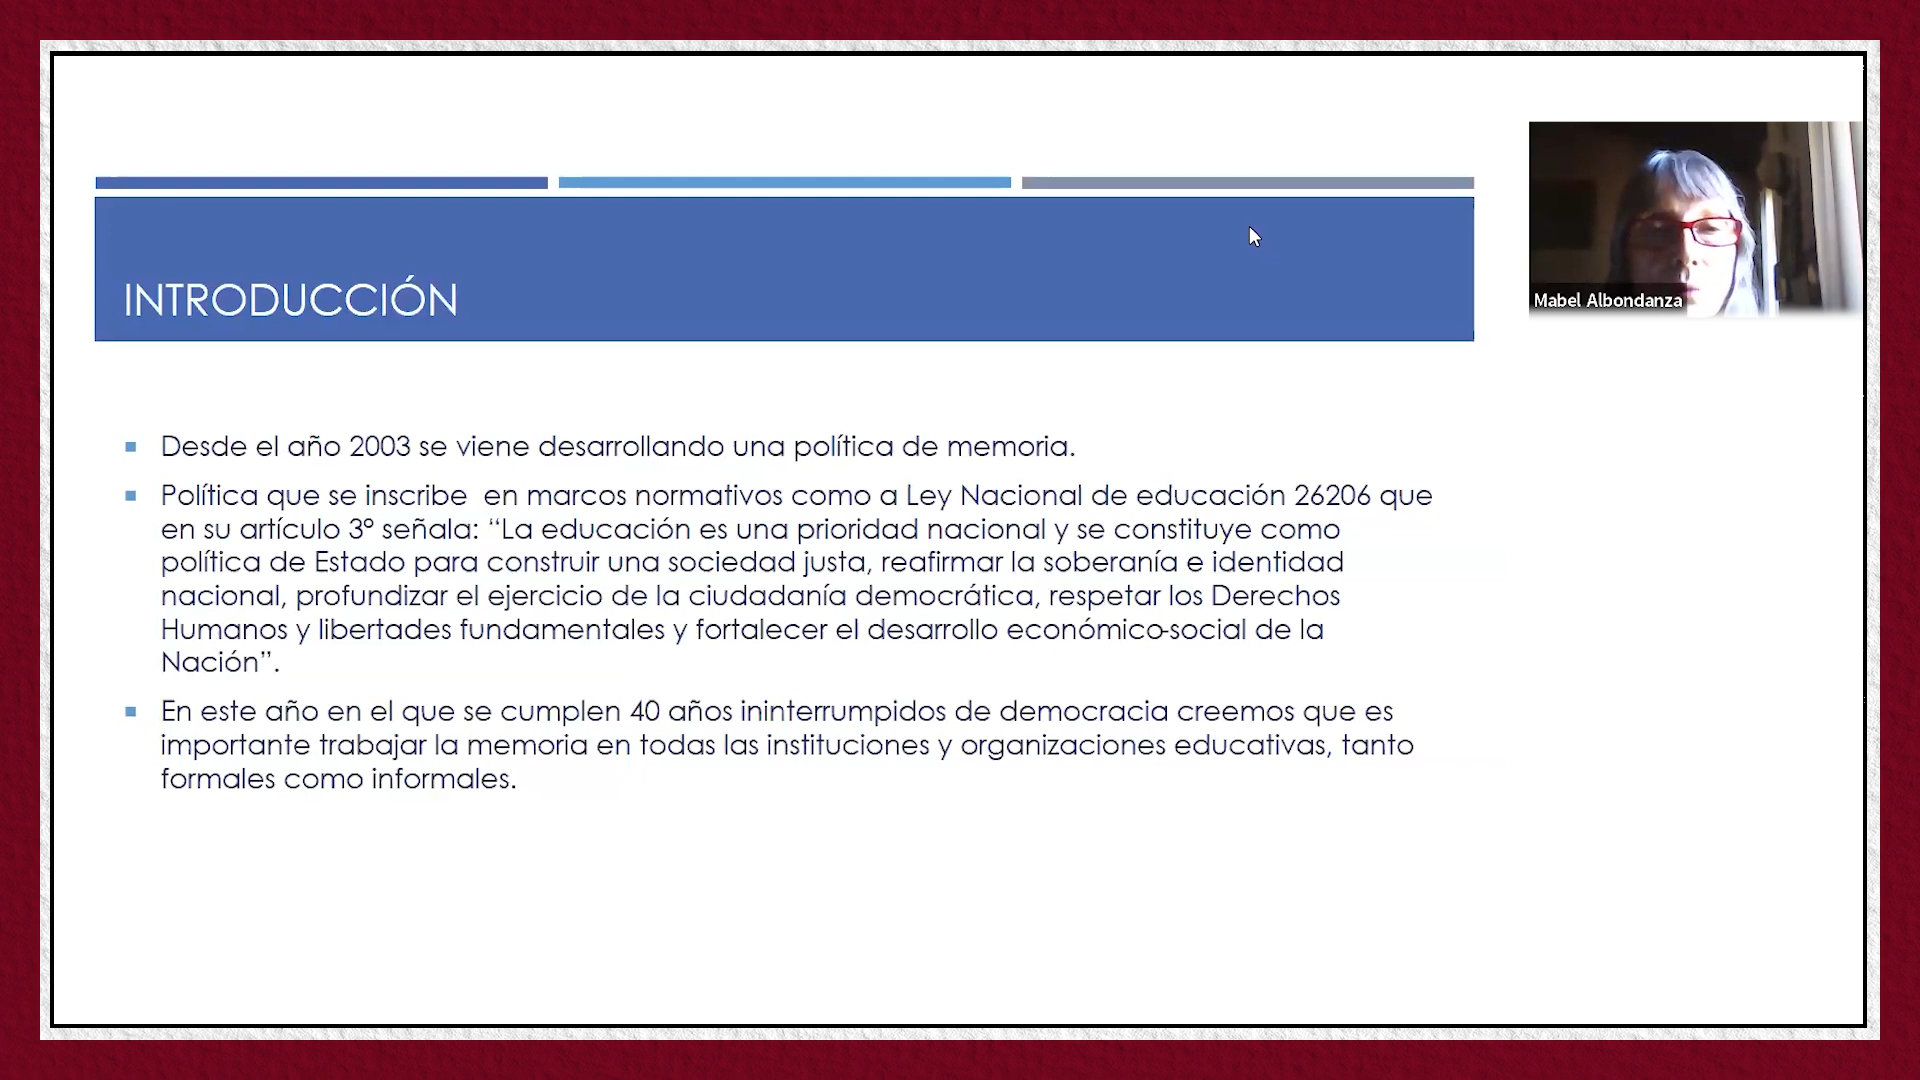 INTRODUCCIÓN
Mabel Albondanza
Desde el año 2003 se viene desarrollando una política de memoria.
Política que se inscribe  en marcos normativos como a Ley Nacional de educación 26206 que
en su artículo 3° señala: “La educación es una prioridad nacional y se constituye como
política de Estado para construir una sociedad justa, reafirmar la soberanía e identidad
nacional, profundizar el ejercicio de la ciudadanía democrática, respetar los Derechos
Humanos y libertades fundamentales y fortalecer el desarrollo económico-social de la
Nación”.
En este año en el que se cumplen 40 años ininterrumpidos de democracia creemos que es
importante trabajar la memoria en todas las instituciones y organizaciones educativas, tanto
formales como informales.